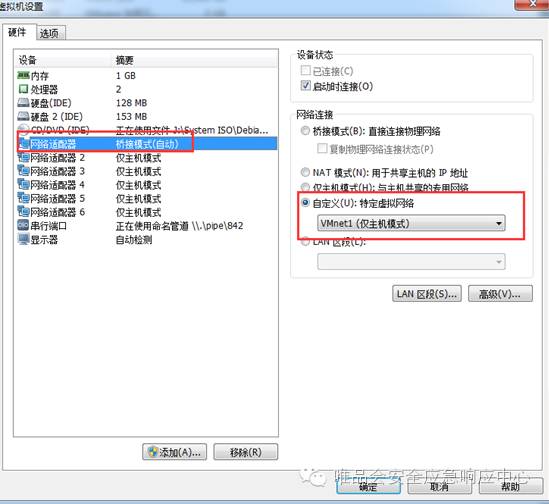 虚拟机设置
硬件 选项
设备 摘要
内存 1 GB
处理器 2
硬盘(IDE) 128 MB
硬盘 2 (IDE) 153 MB
CD/DVD (IDE) 正在使用文件 J:\System ISO\Debia...
网络适配器 桥接模式(自动)
网络适配器 2 仅主机模式
网络适配器 3 仅主机模式
网络适配器 4 仅主机模式
网络适配器 5 仅主机模式
网络适配器 6 仅主机模式
串行端口 正在使用命名管道 \\.\pipe\842
显示器 自动检测
添加(A)... 移除(R)
设备状态
已连接(C)
启动时连接(O)
网络连接
桥接模式(B): 直接连接物理网络
复制物理网络连接状态(P)
NAT 模式(N): 用于共享主机的 IP 地址
仅主机模式(H): 与主机共享的专用网络
自定义(U): 特定虚拟网络
VMnet1 (仅主机模式)
LAN 区段(L):
LAN 区段(S)... 高级(V)...
唯品会安全应急响应中心
确定 取消 帮助